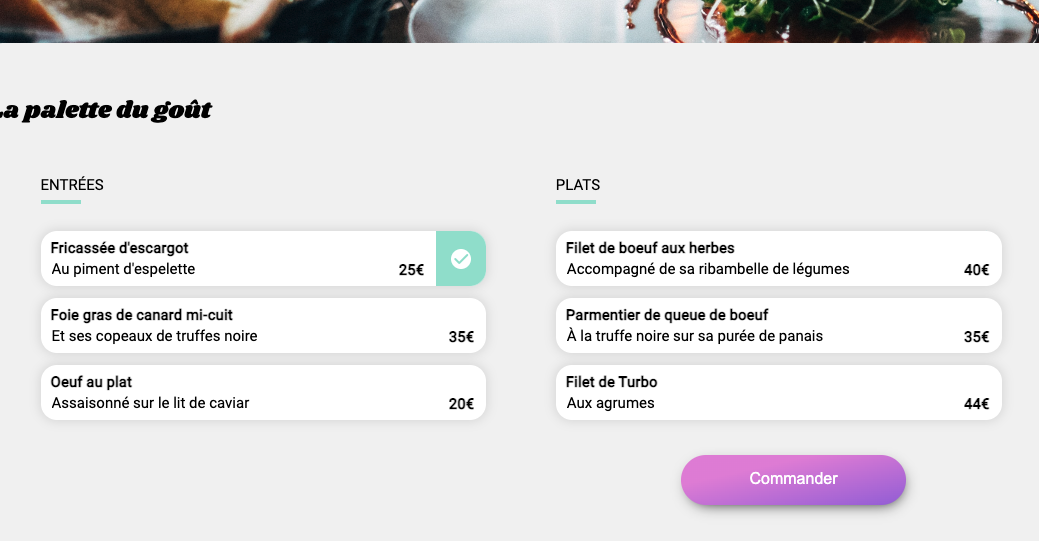 La palette du goût
ENTRÉES
Fricassée d'escargot
Au piment d'espelette
25€
Foie gras de canard mi-cuit
Et ses copeaux de truffes noire
35€
Oeuf au plat
Assaisonné sur le lit de caviar
20€
PLATS
Filet de boeuf aux herbes
Accompagné de sa ribambelle de légumes
40€
Parmentier de queue de boeuf
À la truffe noire sur sa purée de panais
35€
Filet de Turbo
Aux agrumes
44€
Commander